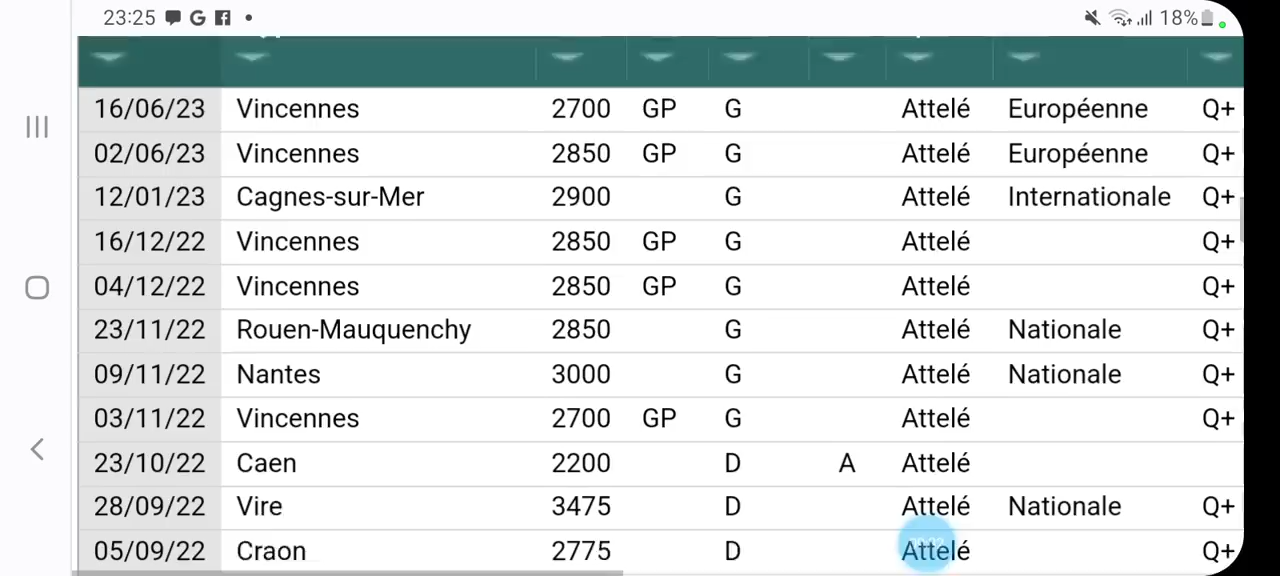 23:25 18%
16/06/23 Vincennes 2700 GP G Attelé Européenne Q+
02/06/23 Vincennes 2850 GP G Attelé Européenne Q+
12/01/23 Cagnes-sur-Mer 2900 G Attelé Internationale Q+
16/12/22 Vincennes 2850 GP G Attelé Q+
04/12/22 Vincennes 2850 GP G Attelé Q+
23/11/22 Rouen-Mauquenchy 2850 G Attelé Nationale Q+
09/11/22 Nantes 3000 G Attelé Nationale Q+
03/11/22 Vincennes 2700 GP G Attelé Q+
23/10/22 Caen 2200 D A Attelé
28/09/22 Vire 3475 D Attelé Nationale Q+
05/09/22 Craon 2775 D Attelé Q+